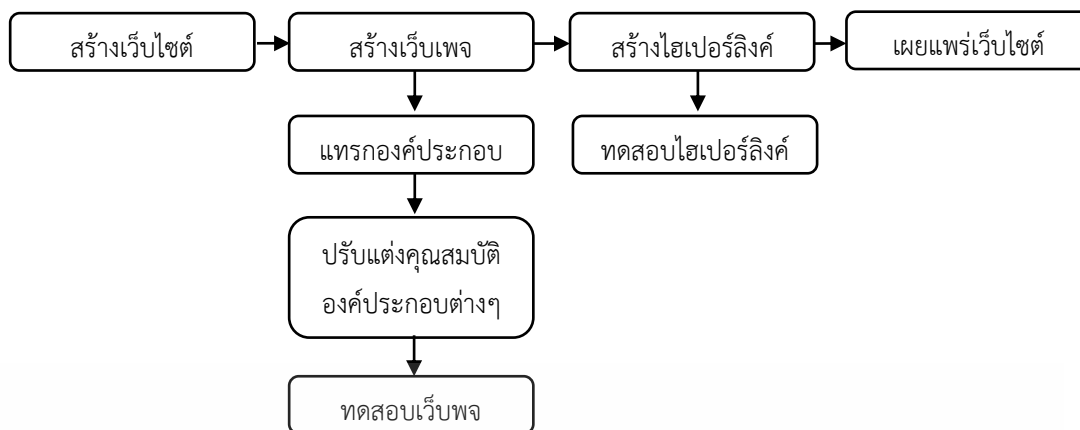 สร้างเว็บไซต์
สร้างเว็บเพจ
สร้างไฮเปอร์ลิงค์
เผยแพร่เว็บไซต์
แทรกองค์ประกอบ
ทดสอบไฮเปอร์ลิงค์
ปรับแต่งคุณสมบัติ
องค์ประกอบต่างๆ
ทดสอบเว็บพจ